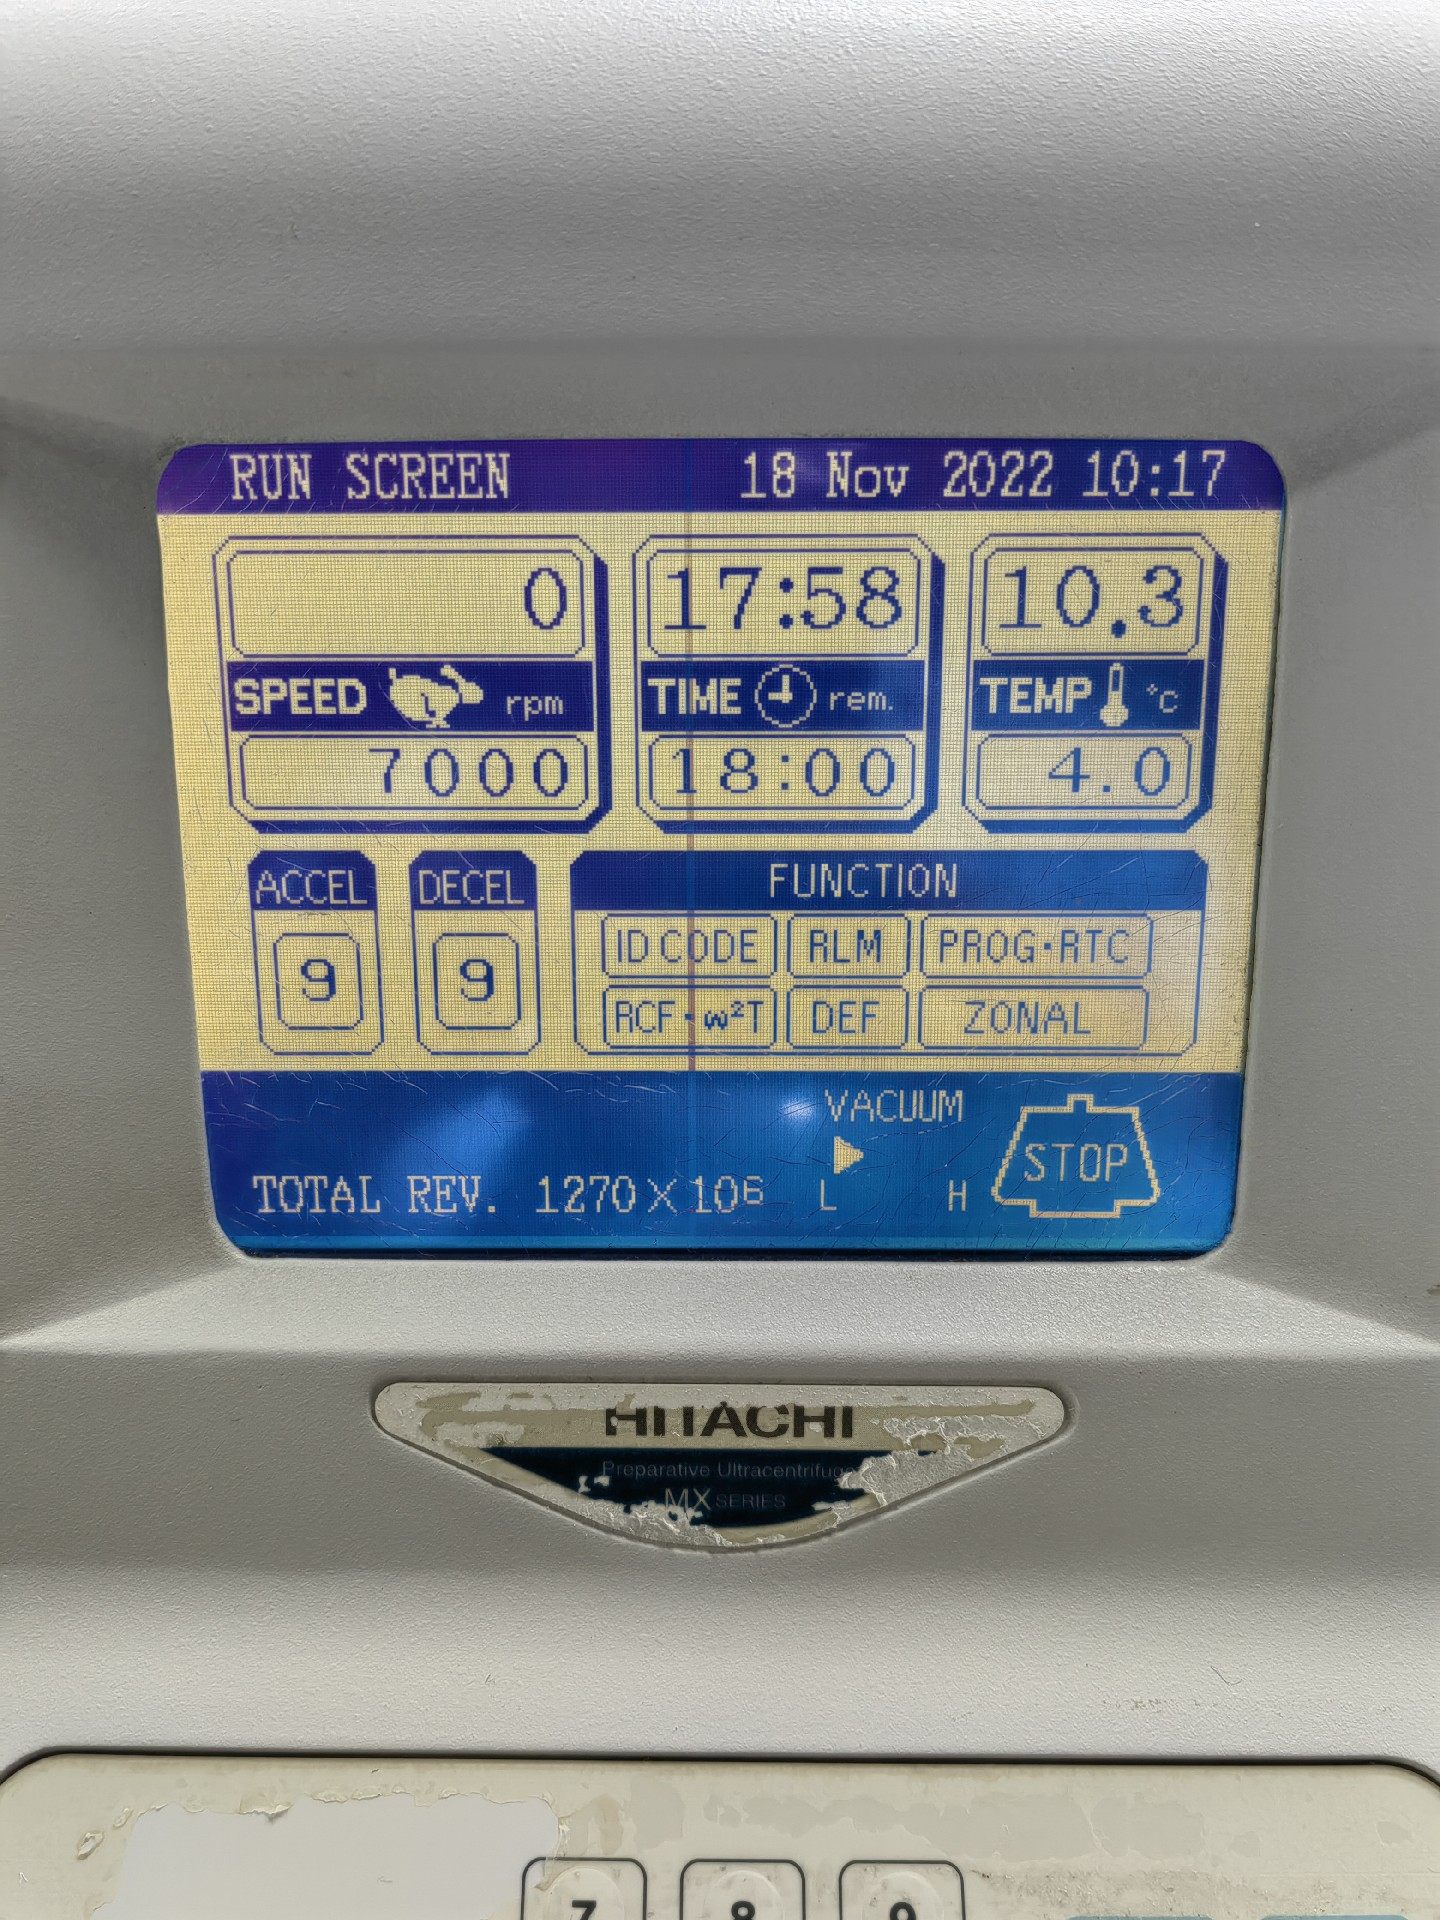 RUN SCREEN 18 Nov 2022 10:17
0 17:58 10.3
SPEED rpm TIME rem. TEMP °C
7000 18:00 4.0
ACCEL DECEL FUNCTION
ID CODE RLM PROG·RTC
9 9
RCF·ω²T DEF ZONAL
VACUUM
STOP
TOTAL REV. 1270×10⁶ L H
HITACHI
Preparative Ultracentrifuge
MX SERIES
7 8 9